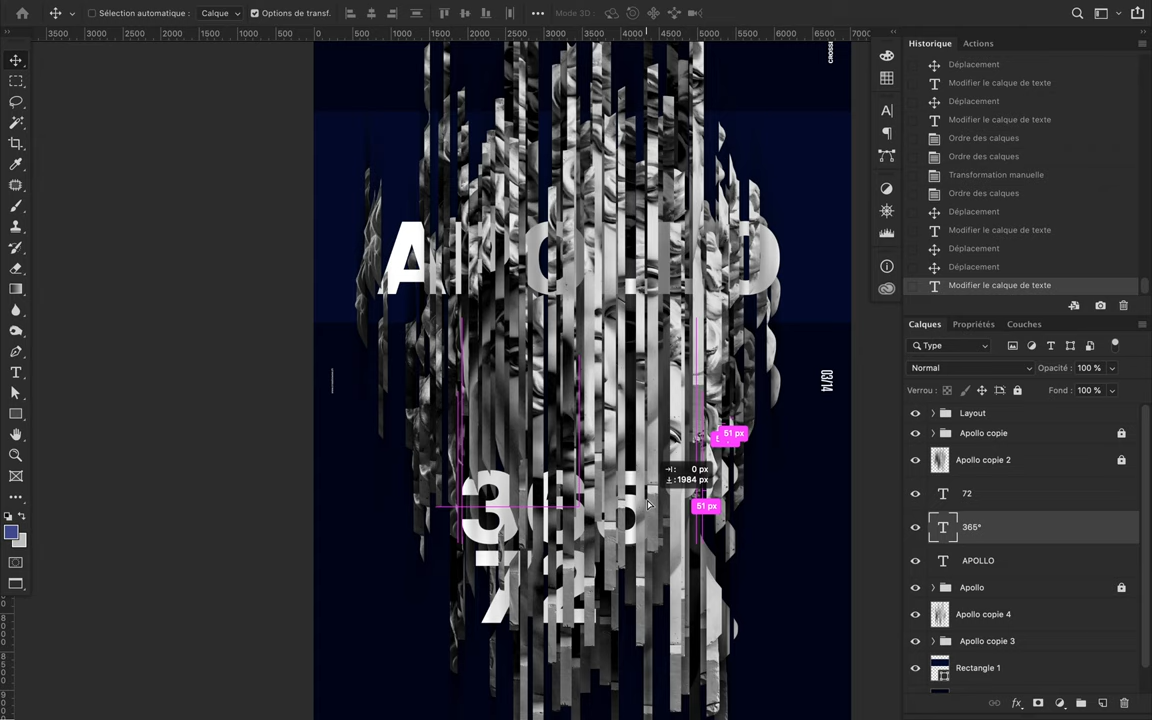 Sélection automatique :
Calque
Options de transf.
Mode 3D :
3500
3000
2500
2000
1500
1000
500
0
500
1000
1500
2000
2500
3000
3500
4000
4500
5000
5500
6000
6500
7000
Historique
Actions
Déplacement
Modifier le calque de texte
Déplacement
Modifier le calque de texte
Ordre des calques
Ordre des calques
Transformation manuelle
Ordre des calques
Déplacement
Modifier le calque de texte
Déplacement
Déplacement
Modifier le calque de texte
Calques
Propriétés
Couches
Type
Normal
Opacité :
100 %
Verrou :
Fond :
100 %
Layout
Apollo copie
Apollo copie 2
72
365°
APOLLO
Apollo
Apollo copie 4
Apollo copie 3
Rectangle 1
APOLLO
03/14
51 px
0 px
1984 px
51 px
365
72